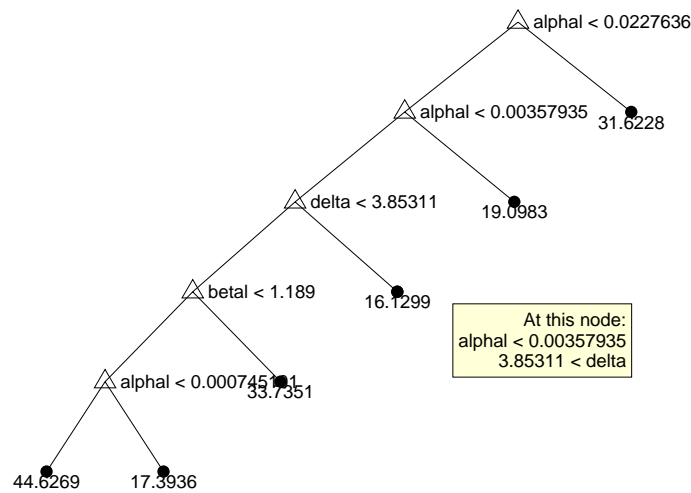 alphal < 0.0227636
alphal < 0.00357935
31.6228
delta < 3.85311
19.0983
betal < 1.189
16.1299
At this node:
alphal < 0.00357935
3.85311 < delta
33.7351
44.6269
17.3936